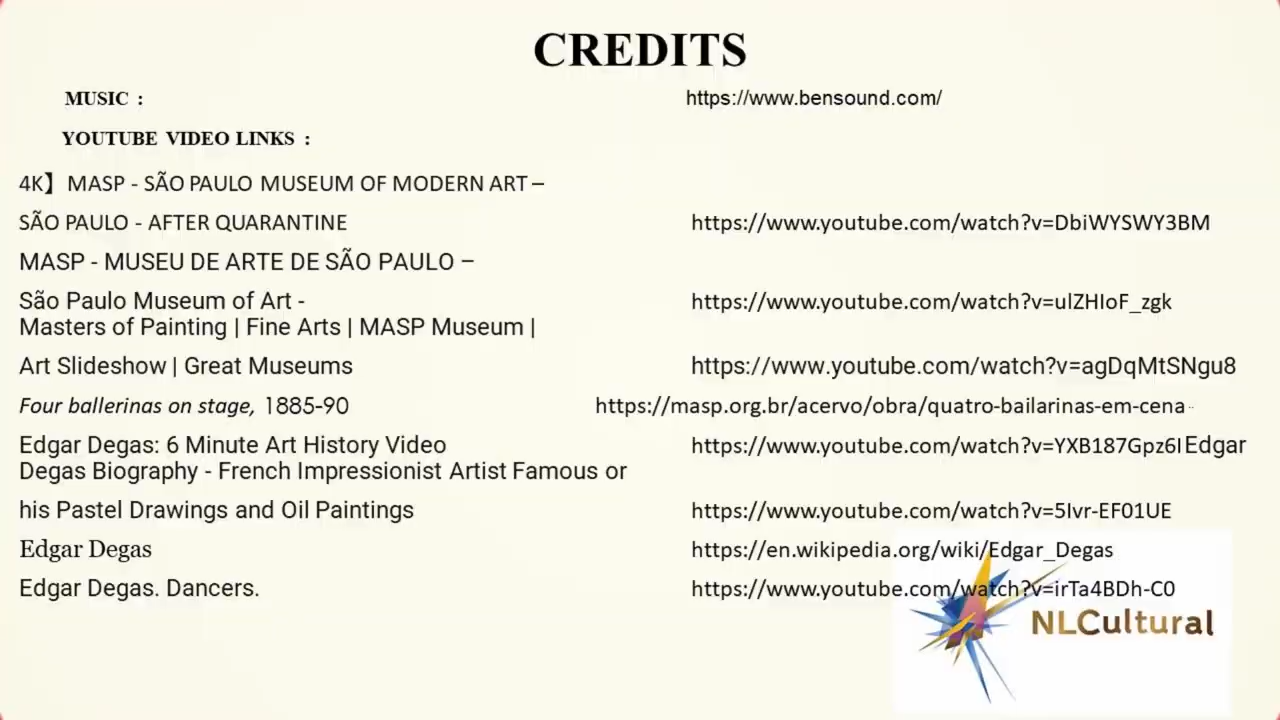 CREDITS
MUSIC : https://www.bensound.com/
YOUTUBE VIDEO LINKS :
4K】MASP - SÃO PAULO MUSEUM OF MODERN ART –
SÃO PAULO - AFTER QUARANTINE https://www.youtube.com/watch?v=DbiWYSWY3BM
MASP - MUSEU DE ARTE DE SÃO PAULO –
São Paulo Museum of Art - https://www.youtube.com/watch?v=ulZHIoF_zgk
Masters of Painting | Fine Arts | MASP Museum |
Art Slideshow | Great Museums https://www.youtube.com/watch?v=agDqMtSNgu8
Four ballerinas on stage, 1885-90 https://masp.org.br/acervo/obra/quatro-bailarinas-em-cena
Edgar Degas: 6 Minute Art History Video https://www.youtube.com/watch?v=YXB187Gpz6I Edgar
Degas Biography - French Impressionist Artist Famous or
his Pastel Drawings and Oil Paintings https://www.youtube.com/watch?v=5Ivr-EF01UE
Edgar Degas https://en.wikipedia.org/wiki/Edgar_Degas
Edgar Degas. Dancers. https://www.youtube.com/watch?v=irTa4BDh-C0
NLCultural